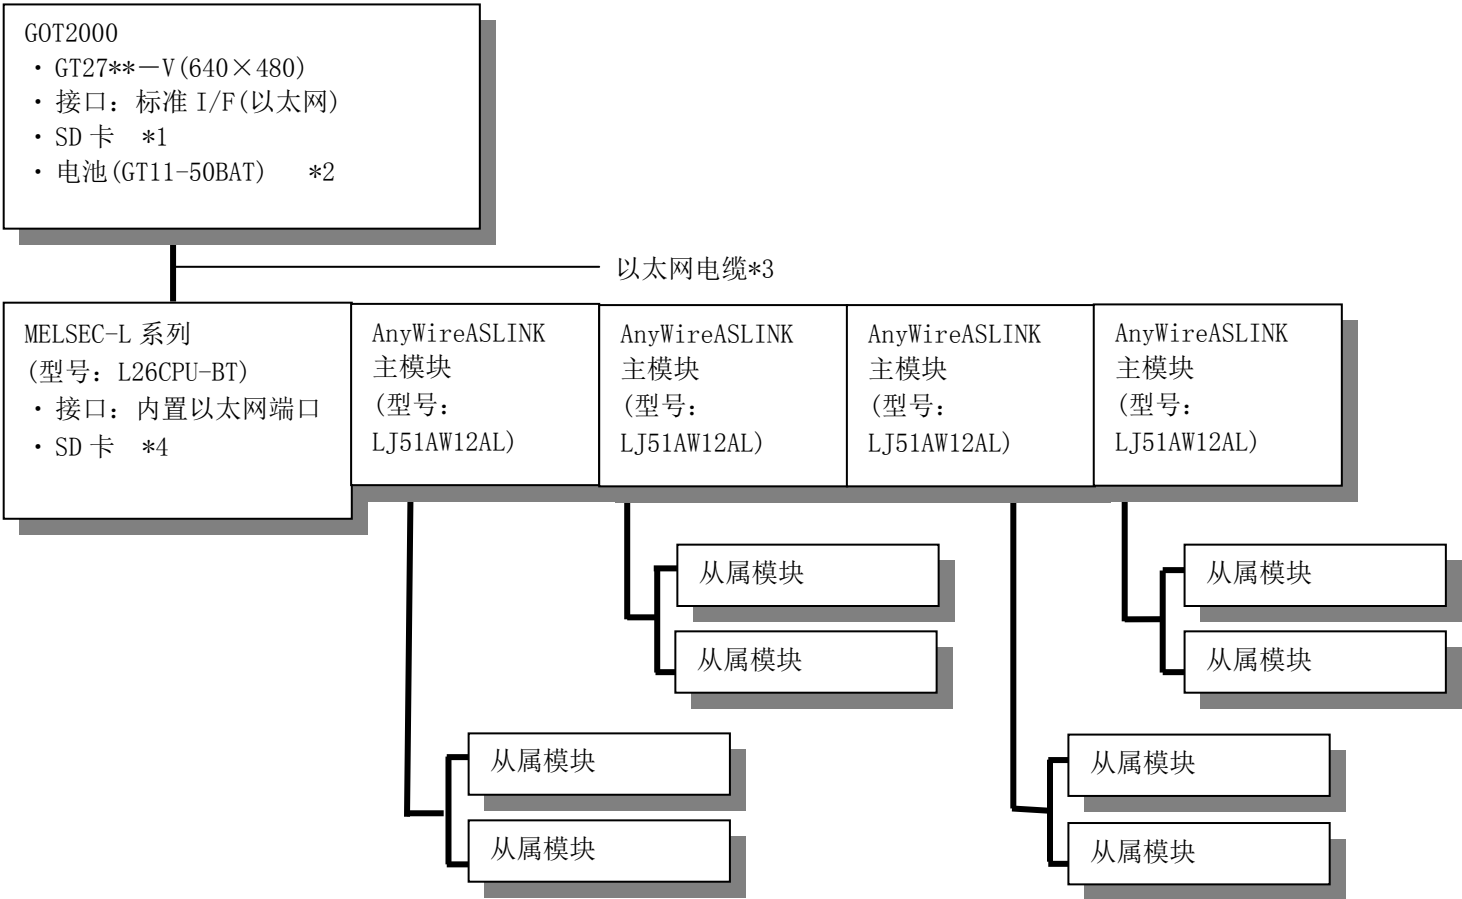 GOT2000
・GT27**－V(640×480)
・接口：标准 I/F(以太网)
・SD 卡 *1
・电池(GT11-50BAT) *2
以太网电缆*3
MELSEC-L 系列
(型号：L26CPU-BT)
・接口：内置以太网端口
・SD 卡 *4
AnyWireASLINK
主模块
(型号：
LJ51AW12AL)
AnyWireASLINK
主模块
(型号：
LJ51AW12AL)
AnyWireASLINK
主模块
(型号：
LJ51AW12AL)
AnyWireASLINK
主模块
(型号：
LJ51AW12AL)
从属模块
从属模块
从属模块
从属模块
从属模块
从属模块
从属模块
从属模块